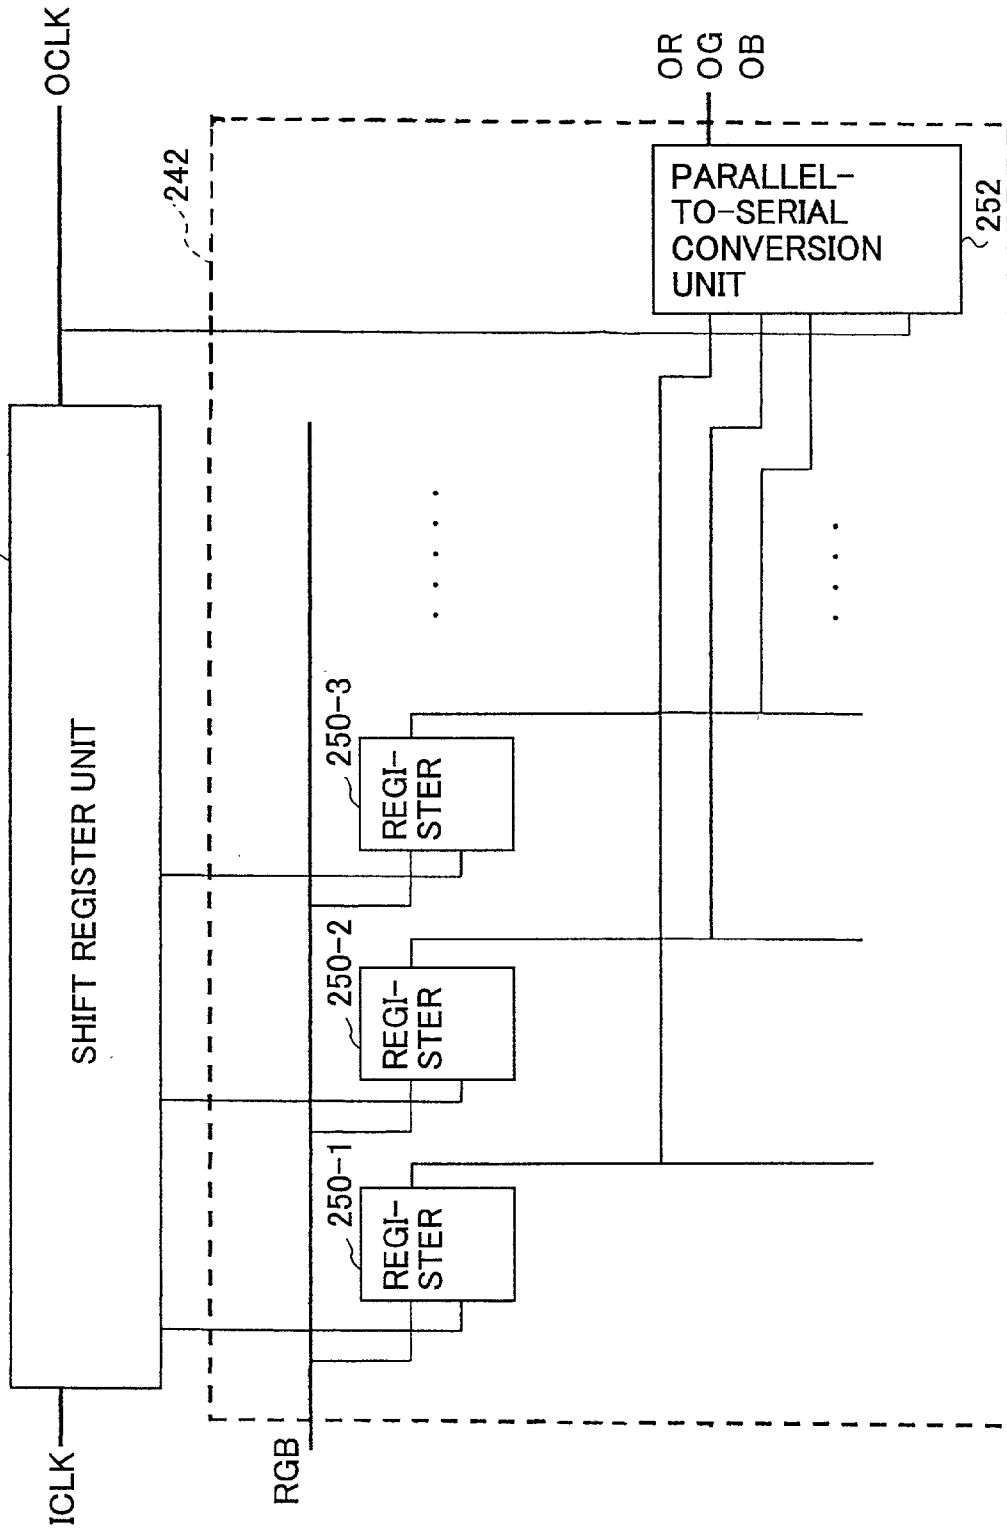 ICLK
SHIFT REGISTER UNIT
OCLK
242
RGB
250-1
REGI-
STER
250-2
REGI-
STER
250-3
REGI-
STER
. . . . .
. . . .
PARALLEL-
TO-SERIAL
CONVERSION
UNIT
252
OR
OG
OB